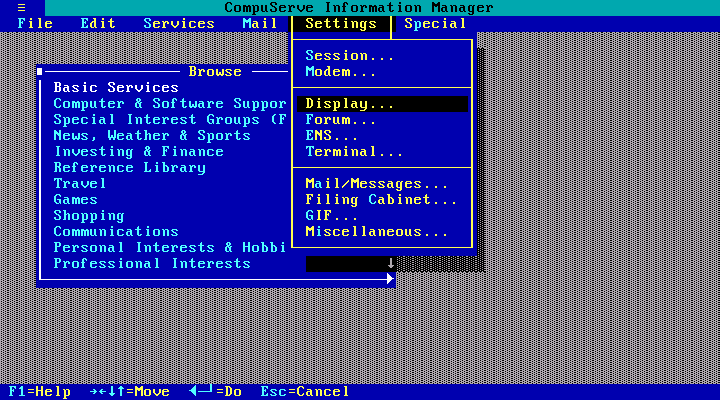 ≡ CompuServe Information Manager
File Edit Services Mail Settings Special
Session...
Modem...
Display...
Forum...
ENS...
Terminal...
Mail/Messages...
Filing Cabinet...
GIF...
Miscellaneous...
Browse
Basic Services
Computer & Software Suppor
Special Interest Groups (F
News, Weather & Sports
Investing & Finance
Reference Library
Travel
Games
Shopping
Communications
Personal Interests & Hobbi
Professional Interests
F1=Help →←↓↑=Move ◄─┘=Do Esc=Cancel